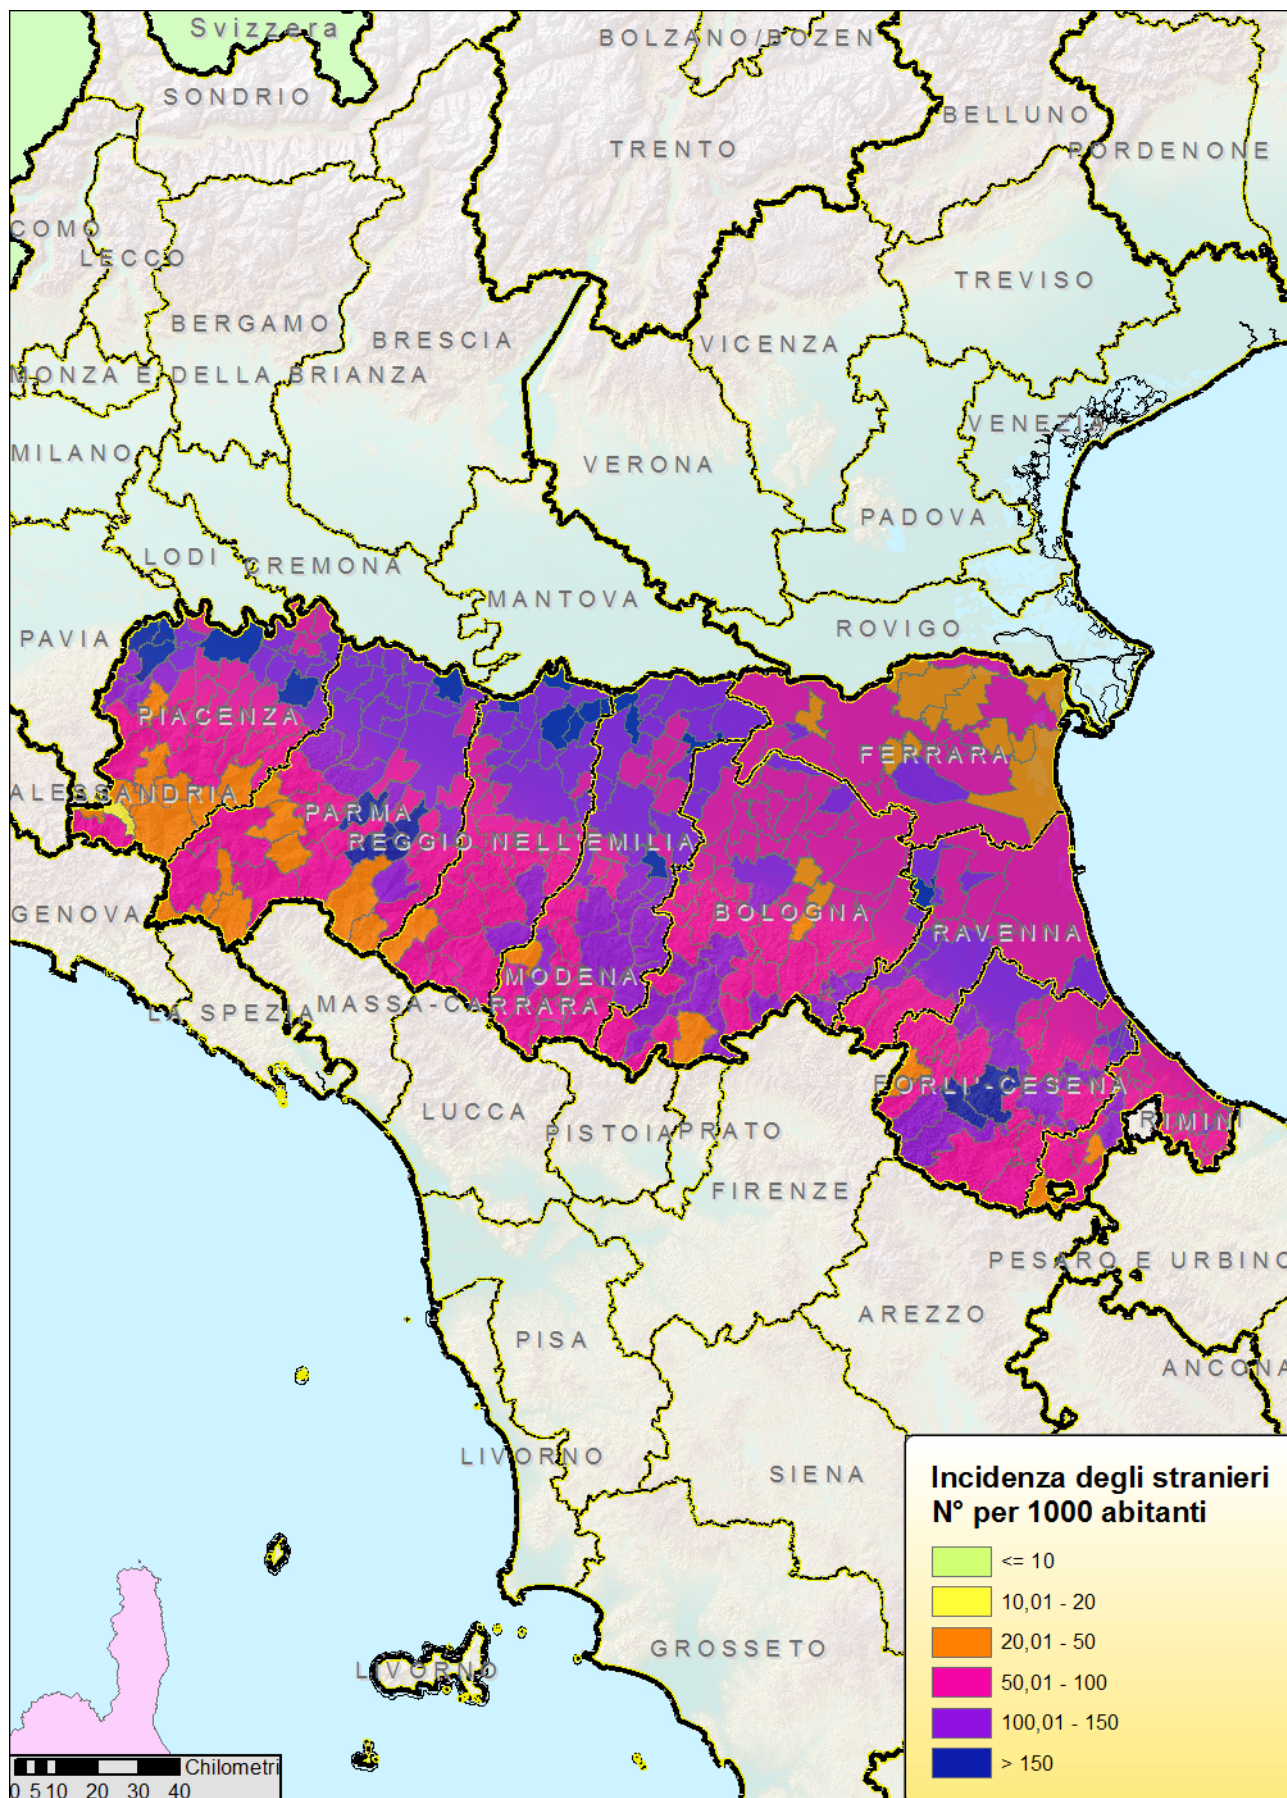 Svizzera
BOLZANO/BOZEN
SONDRIO
BELLUNO
TRENTO
PORDENONE
COMO
LECCO
TREVISO
BERGAMO
BRESCIA
VICENZA
MONZA E DELLA BRIANZA
VENEZIA
MILANO
VERONA
PADOVA
LODI
CREMONA
MANTOVA
ROVIGO
PAVIA
PIACENZA
FERRARA
ALESSANDRIA
PARMA
REGGIO NELL'EMILIA
GENOVA
BOLOGNA
RAVENNA
MODENA
LA SPEZIA
MASSA-CARRARA
FORLI'-CESENA
LUCCA
RIMINI
PISTOIA
PRATO
FIRENZE
PESARO E URBINO
AREZZO
PISA
ANCONA
LIVORNO
SIENA
GROSSETO
LIVORNO
Incidenza degli stranieri
N° per 1000 abitanti
<= 10
10,01 - 20
20,01 - 50
50,01 - 100
100,01 - 150
> 150
Chilometri
0 5 10 20 30 40